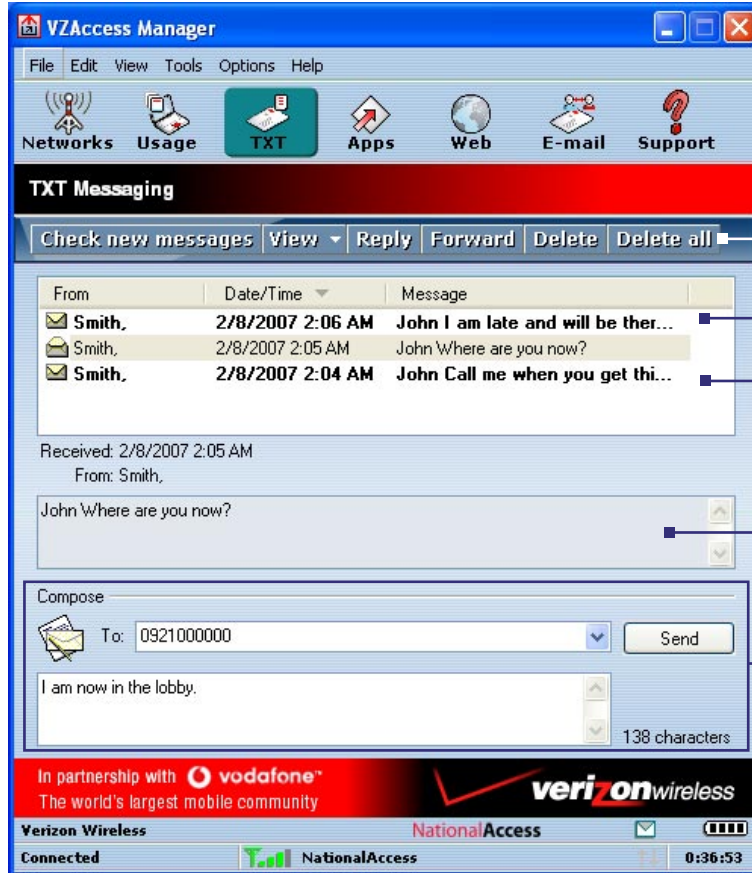 VZAccess Manager
File Edit View Tools Options Help
Networks Usage TXT Apps Web E-mail Support
TXT Messaging
Check new messages View Reply Forward Delete Delete all
From Date/Time Message
Smith, 2/8/2007 2:06 AM John I am late and will be ther...
Smith, 2/8/2007 2:05 AM John Where are you now?
Smith, 2/8/2007 2:04 AM John Call me when you get thi...
Received: 2/8/2007 2:05 AM
From: Smith,
John Where are you now?
Compose
To: 0921000000 Send
I am now in the lobby.
138 characters
In partnership with vodafone™
The world's largest mobile community
verizonwireless
Verizon Wireless NationalAccess
Connected NationalAccess 0:36:53